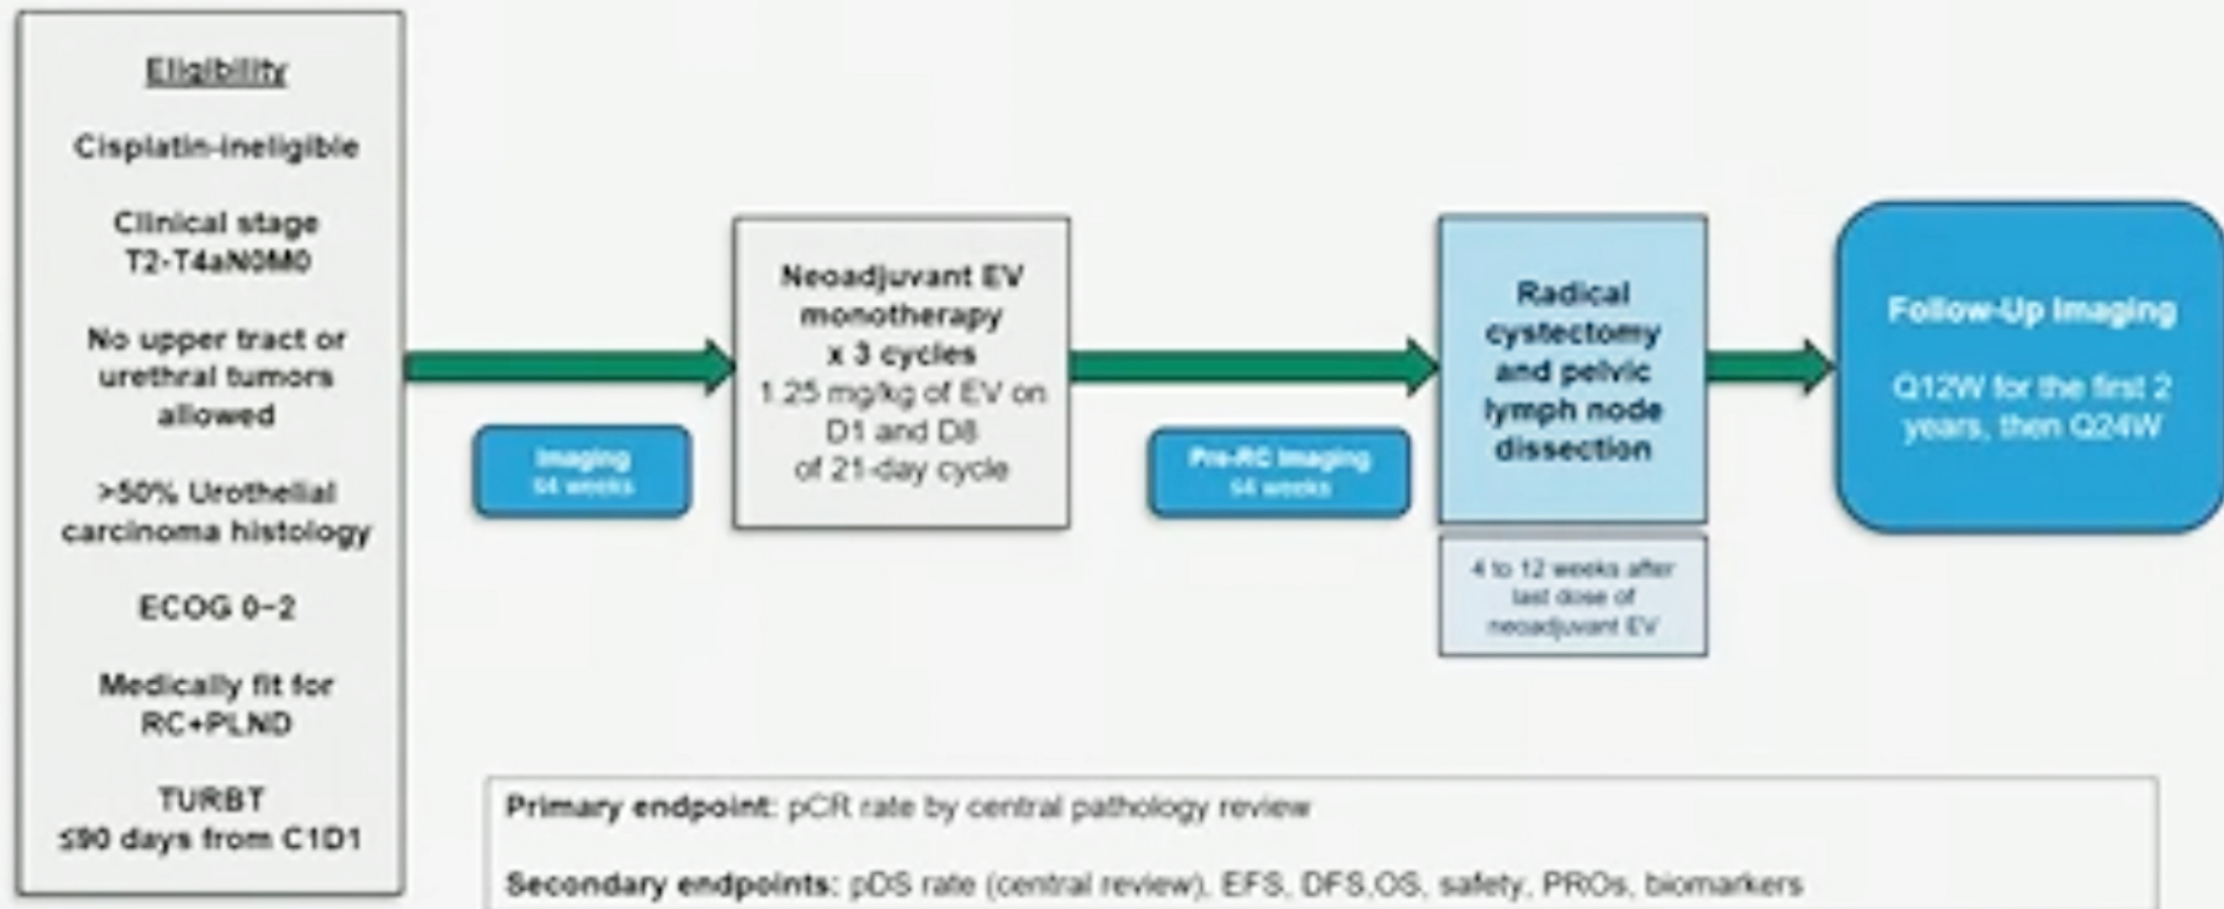 Eligibility
Cisplatin-ineligible
Clinical stage
T2-T4aN0M0
No upper tract or
urethral tumors
allowed
>50% Urothelial
carcinoma histology
ECOG 0-2
Medically fit for
RC+PLND
TURBT
≤90 days from C1D1
Imaging
≤4 weeks
Neoadjuvant EV
monotherapy
x 3 cycles
1.25 mg/kg of EV on
D1 and D8
of 21-day cycle
Pre-RC Imaging
≤4 weeks
Radical
cystectomy
and pelvic
lymph node
dissection
4 to 12 weeks after
last dose of
neoadjuvant EV
Follow-Up Imaging
Q12W for the first 2
years, then Q24W
Primary endpoint: pCR rate by central pathology review
Secondary endpoints: pDS rate (central review), EFS, DFS,OS, safety, PROs, biomarkers